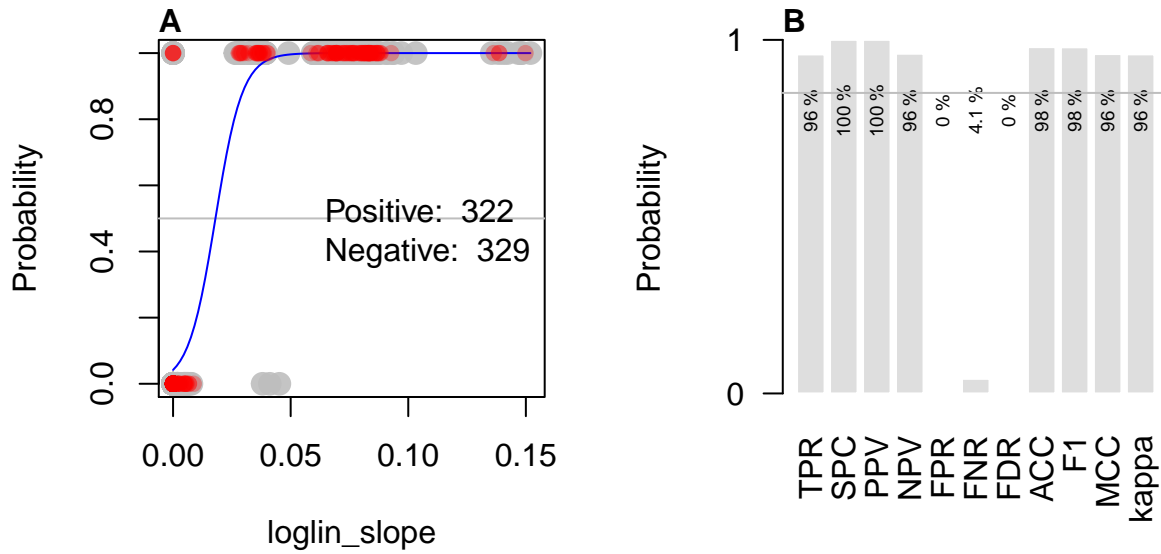 A
Probability
0.0
0.4
0.8
Positive: 322
Negative: 329
0.00 0.05 0.10 0.15
loglin_slope
B
Probability
1
0
96 % 100 % 100 % 96 % 0 % 4.1 % 0 % 98 % 98 % 96 % 96 %
TPR SPC PPV NPV FPR FNR FDR ACC F1 MCC kappa